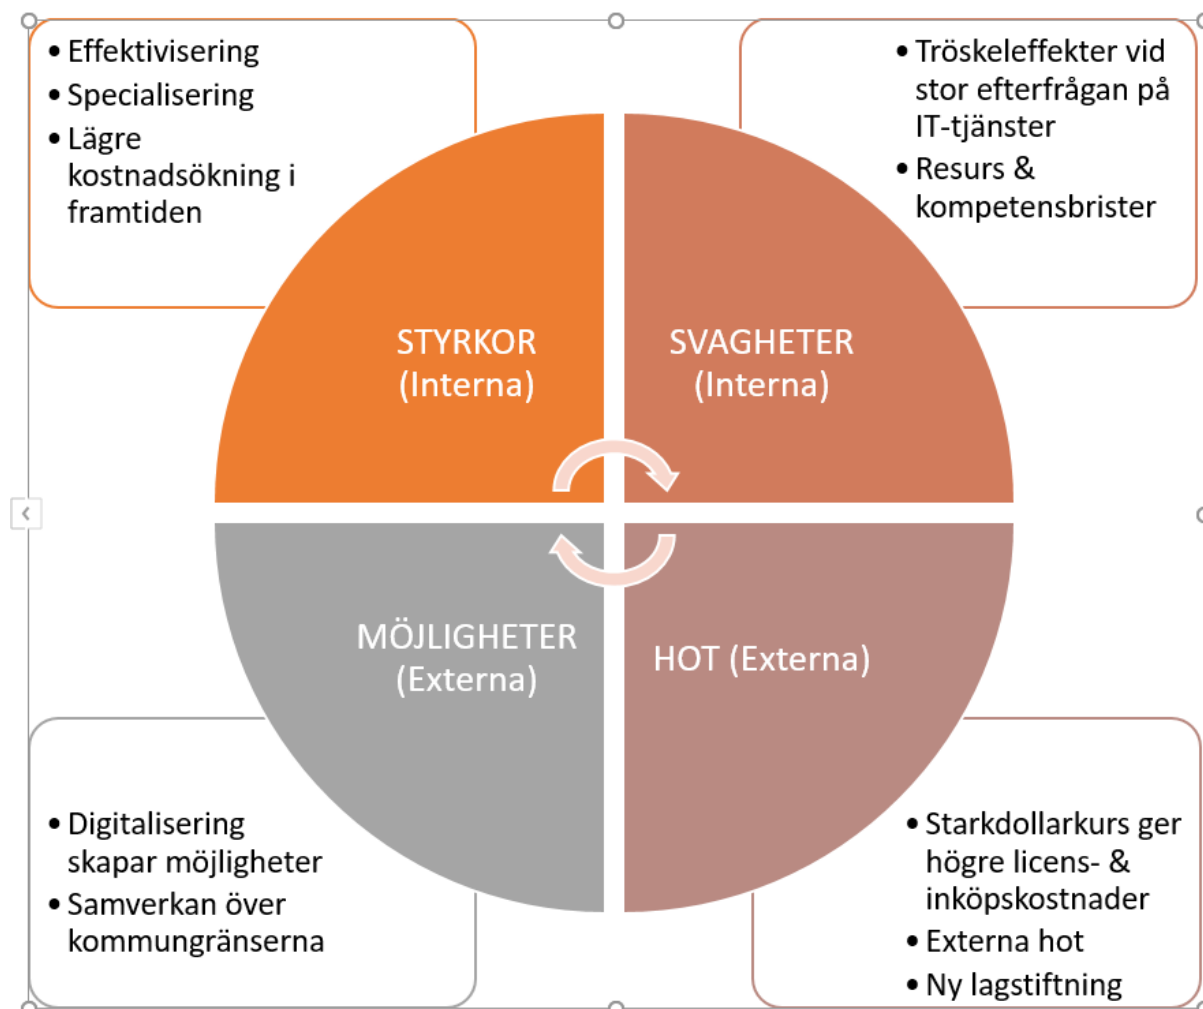 • Effektivisering
• Specialisering
• Lägre
kostnadsökning i
framtiden
• Tröskeleffekter vid
stor efterfrågan på
IT-tjänster
• Resurs &
kompetensbrister
STYRKOR
(Interna)
SVAGHETER
(Interna)
MÖJLIGHETER
(Externa)
HOT (Externa)
• Digitalisering
skapar möjligheter
• Samverkan över
kommungränserna
• Starkdollarkurs ger
högre licens- &
inköpskostnader
• Externa hot
• Ny lagstiftning